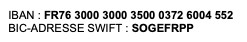 IBAN : FR76 3000 3000 3500 0372 6004 552
BIC-ADRESSE SWIFT : SOGEFRPP